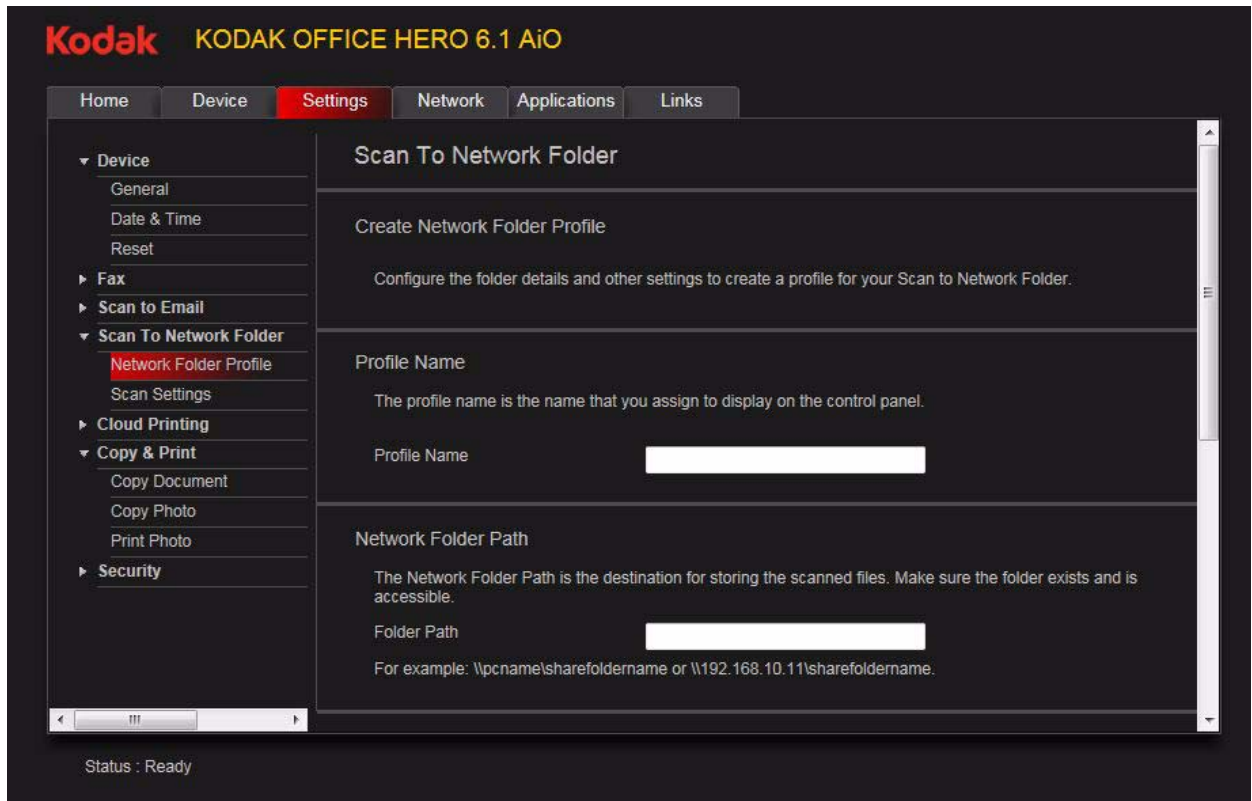 Kodak KODAK OFFICE HERO 6.1 AiO
Home Device Settings Network Applications Links
Device
General
Date & Time
Reset
Fax
Scan to Email
Scan To Network Folder
Network Folder Profile
Scan Settings
Cloud Printing
Copy & Print
Copy Document
Copy Photo
Print Photo
Security
Scan To Network Folder
Create Network Folder Profile
Configure the folder details and other settings to create a profile for your Scan to Network Folder.
Profile Name
The profile name is the name that you assign to display on the control panel.
Profile Name
Network Folder Path
The Network Folder Path is the destination for storing the scanned files. Make sure the folder exists and is
accessible.
Folder Path
For example: \\pcname\sharefoldername or \\192.168.10.11\sharefoldername.
Status : Ready